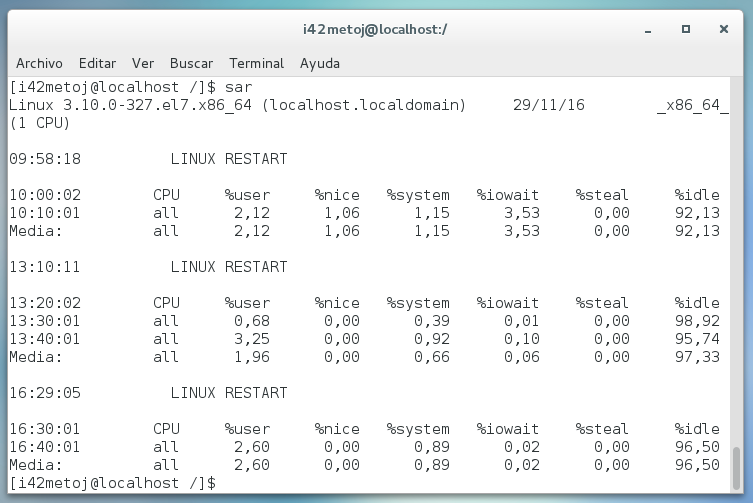 i42metoj@localhost:/
Archivo Editar Ver Buscar Terminal Ayuda
[i42metoj@localhost /]$ sar
Linux 3.10.0-327.el7.x86_64 (localhost.localdomain) 29/11/16 _x86_64_
(1 CPU)
09:58:18 LINUX RESTART
10:00:02 CPU %user %nice %system %iowait %steal %idle
10:10:01 all 2,12 1,06 1,15 3,53 0,00 92,13
Media: all 2,12 1,06 1,15 3,53 0,00 92,13
13:10:11 LINUX RESTART
13:20:02 CPU %user %nice %system %iowait %steal %idle
13:30:01 all 0,68 0,00 0,39 0,01 0,00 98,92
13:40:01 all 3,25 0,00 0,92 0,10 0,00 95,74
Media: all 1,96 0,00 0,66 0,06 0,00 97,33
16:29:05 LINUX RESTART
16:30:01 CPU %user %nice %system %iowait %steal %idle
16:40:01 all 2,60 0,00 0,89 0,02 0,00 96,50
Media: all 2,60 0,00 0,89 0,02 0,00 96,50
[i42metoj@localhost /]$